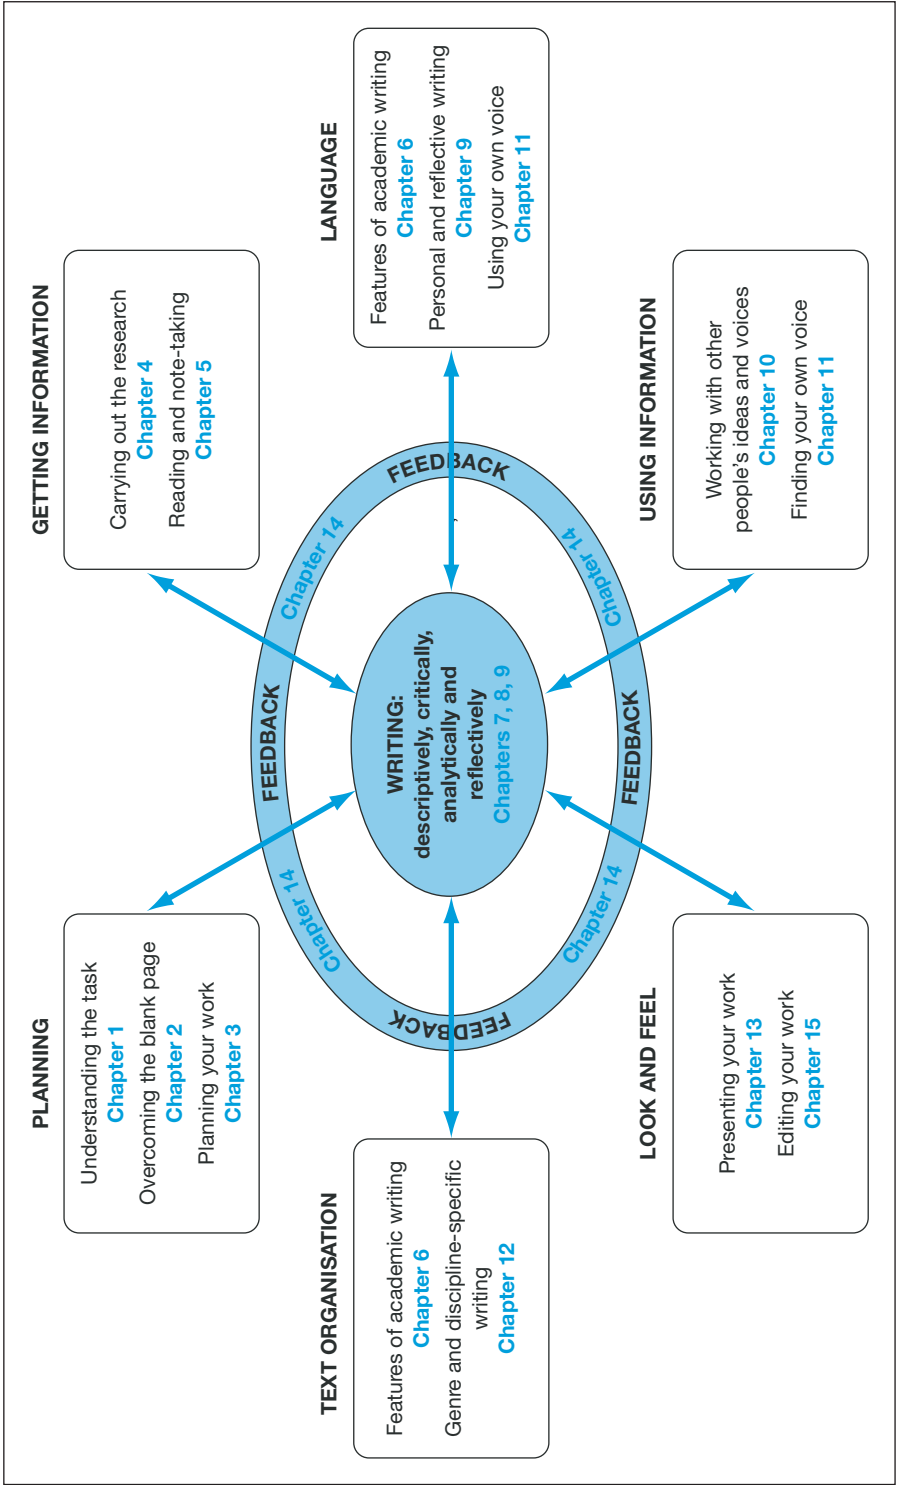 PLANNING
Understanding the task
Chapter 1
Overcoming the blank page
Chapter 2
Planning your work
Chapter 3
GETTING INFORMATION
Carrying out the research
Chapter 4
Reading and note-taking
Chapter 5
TEXT ORGANISATION
Features of academic writing
Chapter 6
Genre and discipline-specific
writing
Chapter 12
FEEDBACK
Chapter 14
FEEDBACK
Chapter 14
FEEDBACK
Chapter 14
FEEDBACK
Chapter 14
WRITING:
descriptively, critically,
analytically and
reflectively
Chapters 7, 8, 9
LANGUAGE
Features of academic writing
Chapter 6
Personal and reflective writing
Chapter 9
Using your own voice
Chapter 11
LOOK AND FEEL
Presenting your work
Chapter 13
Editing your work
Chapter 15
USING INFORMATION
Working with other
people's ideas and voices
Chapter 10
Finding your own voice
Chapter 11